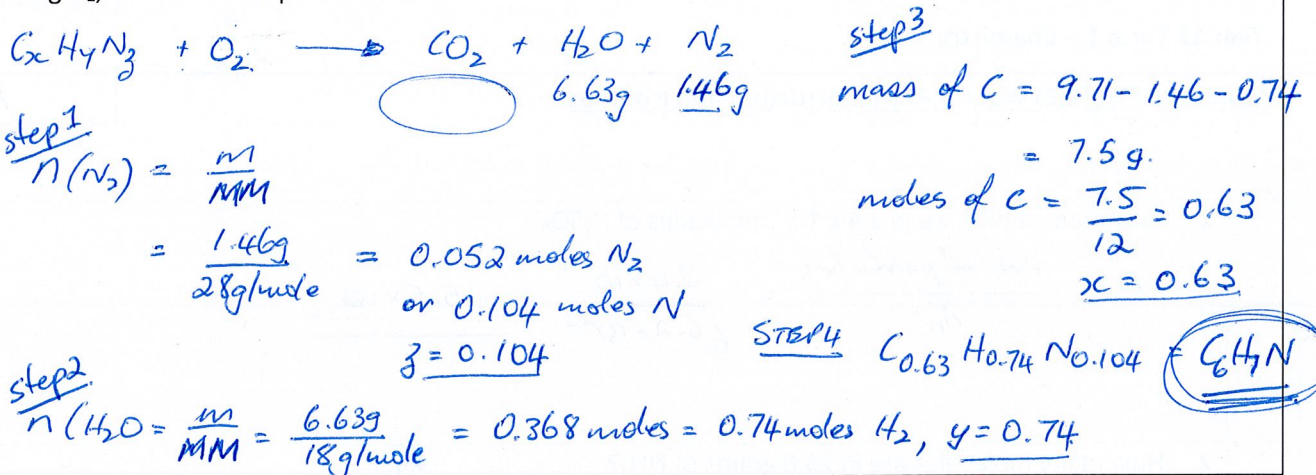 CxHyNz + O2 → CO2 + H2O + N2
6.63g 1.46g
step1
n(N2) = m/MM
= 1.46g/28g/mole = 0.052 moles N2
or 0.104 moles N
z = 0.104
step2
n(H2O = m/MM = 6.63g/18g/mole = 0.368 moles = 0.74 moles H2, y = 0.74
step3
mass of C = 9.71 - 1.46 - 0.74
= 7.5 g.
moles of C = 7.5/12 = 0.63
x = 0.63
STEP4 C0.63 H0.74 N0.104 = C6H7N